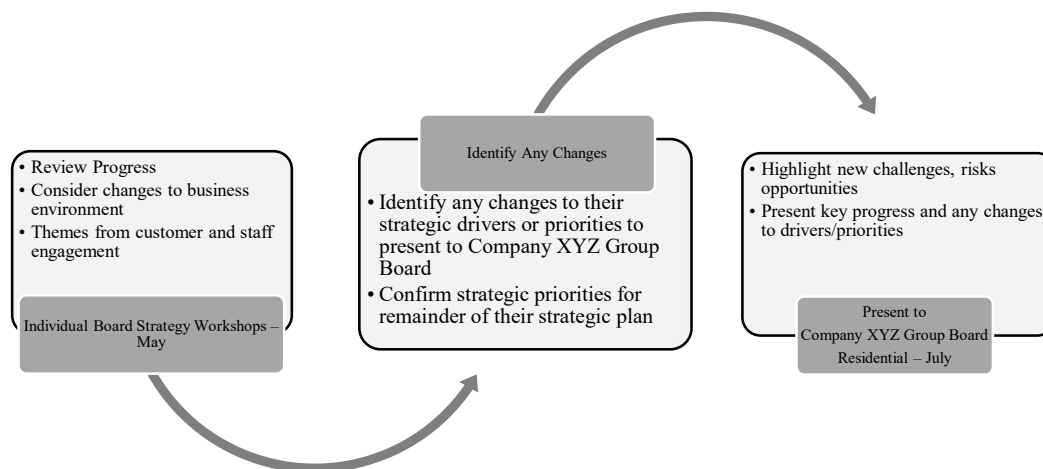 • Review Progress
• Consider changes to business
environment
• Themes from customer and staff
engagement
Individual Board Strategy Workshops –
May
Identify Any Changes
• Identify any changes to their
strategic drivers or priorities to
present to Company XYZ Group
Board
• Confirm strategic priorities for
remainder of their strategic plan
• Highlight new challenges, risks
opportunities
• Present key progress and any changes
to drivers/priorities
Present to
Company XYZ Group Board
Residential – July